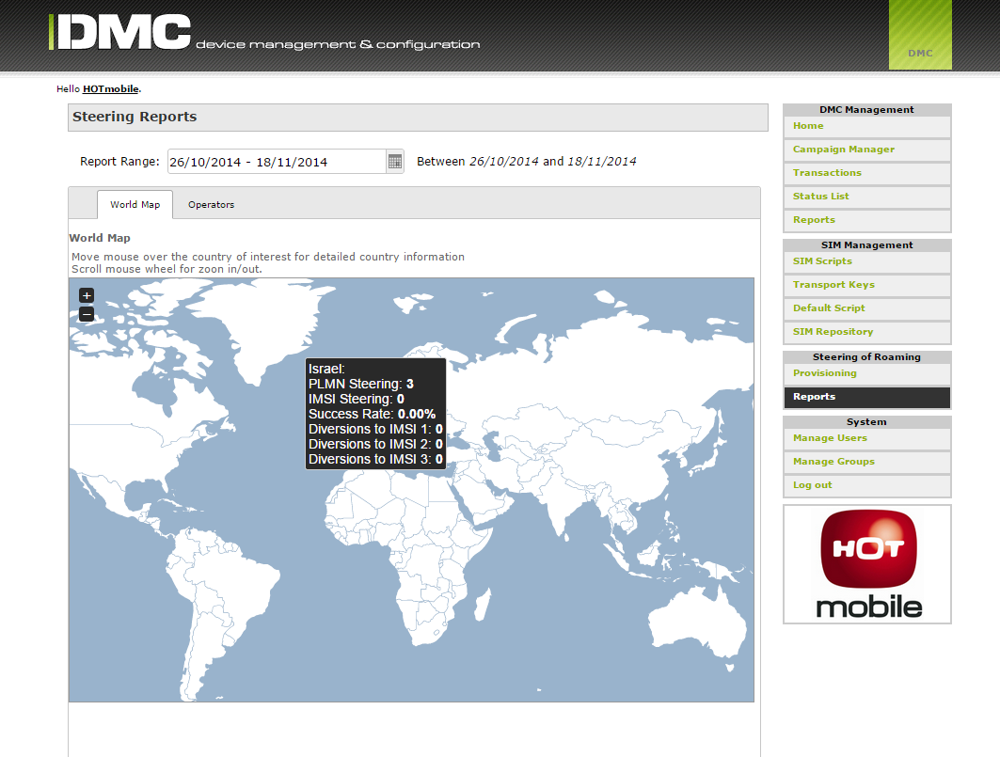 DMC device management & configuration
DMC
Hello HOTmobile.
Steering Reports
Report Range: 26/10/2014 - 18/11/2014 Between 26/10/2014 and 18/11/2014
World Map Operators
World Map
Move mouse over the country of interest for detailed country information
Scroll mouse wheel for zoon in/out.
+
−
Israel:
PLMN Steering: 3
IMSI Steering: 0
Success Rate: 0.00%
Diversions to IMSI 1: 0
Diversions to IMSI 2: 0
Diversions to IMSI 3: 0
DMC Management
Home
Campaign Manager
Transactions
Status List
Reports
SIM Management
SIM Scripts
Transport Keys
Default Script
SIM Repository
Steering of Roaming
Provisioning
Reports
System
Manage Users
Manage Groups
Log out
HOT
mobile